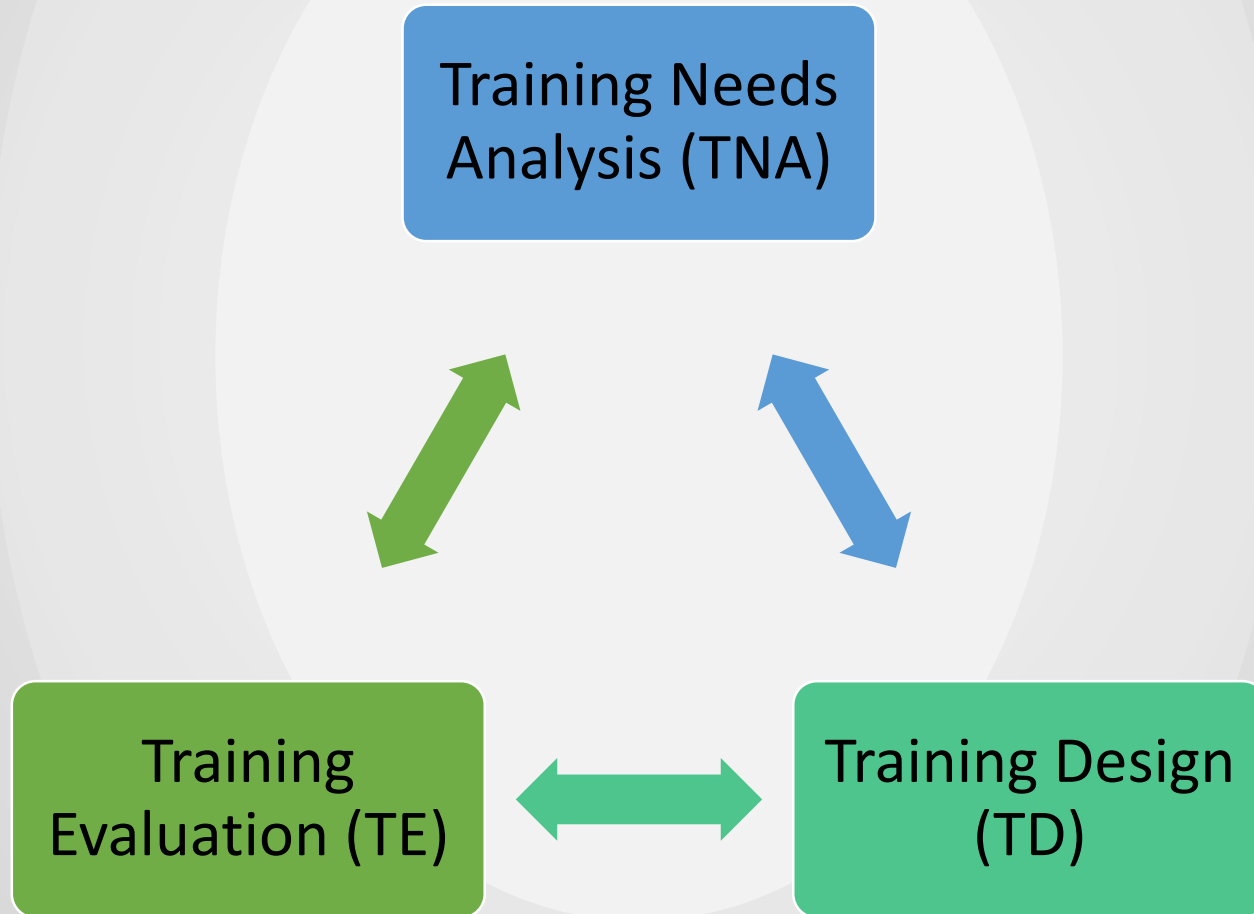 Training Needs
Analysis (TNA)
Training
Evaluation (TE)
Training Design
(TD)